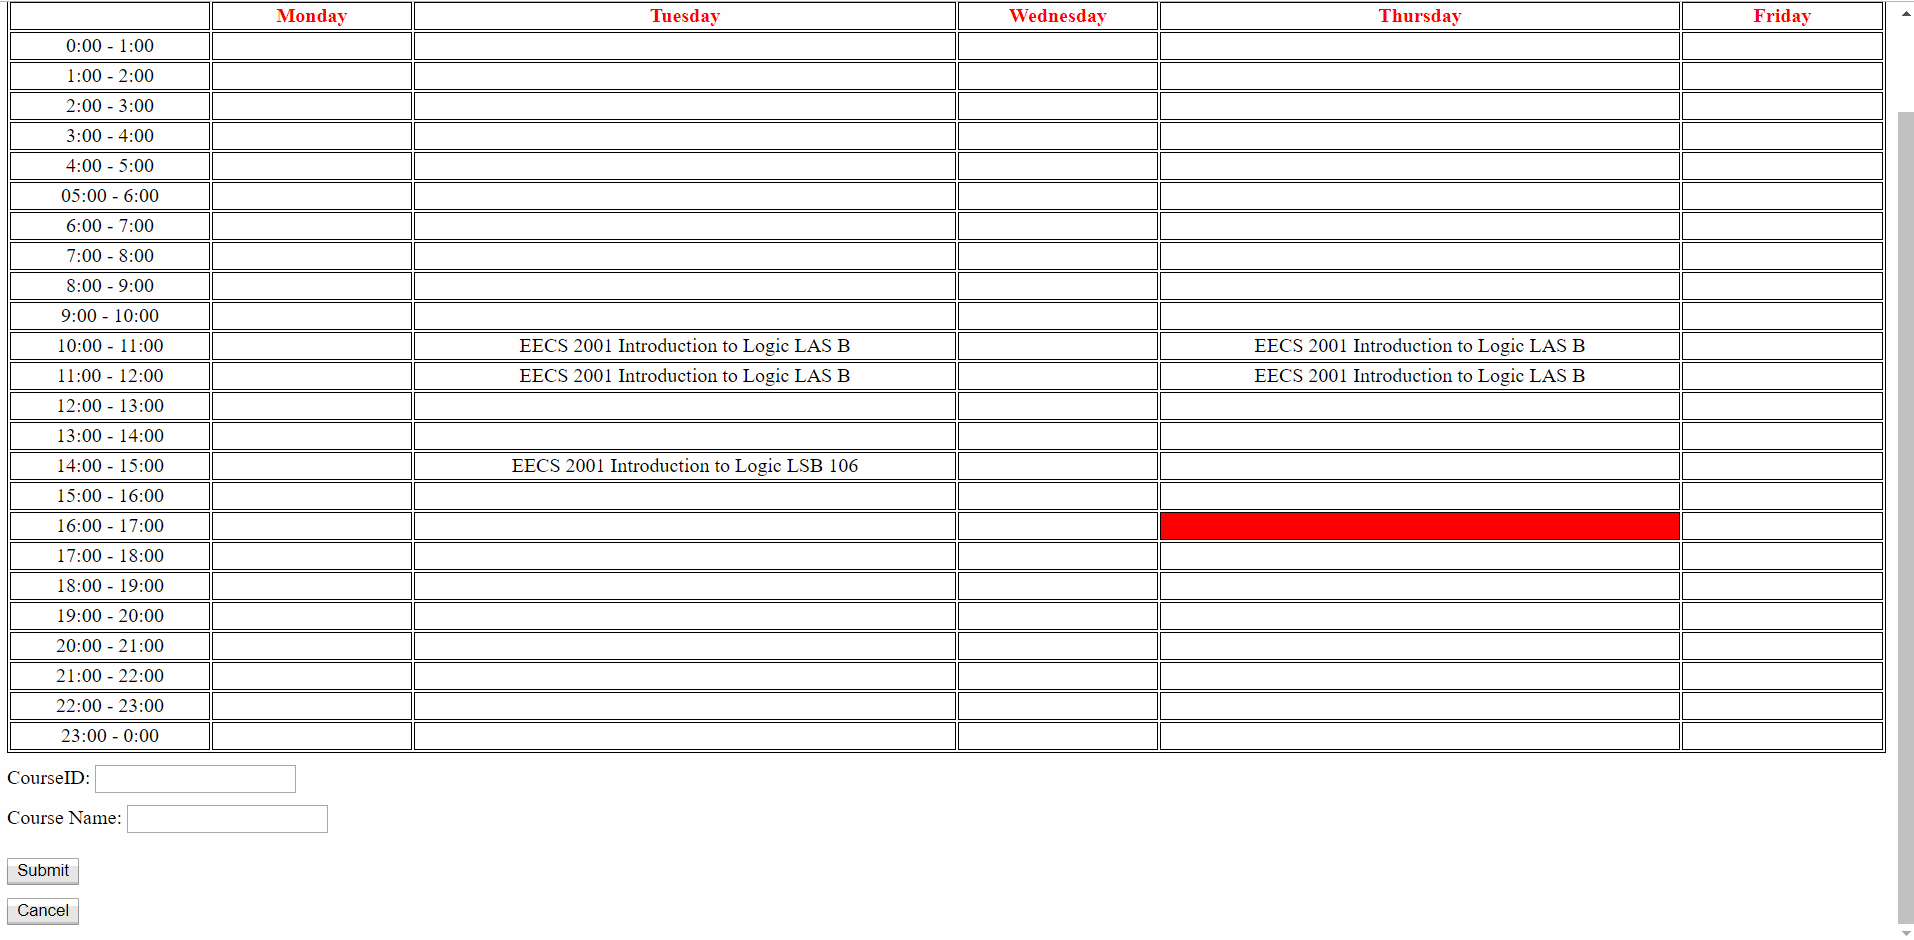 Monday Tuesday Wednesday Thursday Friday
0:00 - 1:00
1:00 - 2:00
2:00 - 3:00
3:00 - 4:00
4:00 - 5:00
05:00 - 6:00
6:00 - 7:00
7:00 - 8:00
8:00 - 9:00
9:00 - 10:00
10:00 - 11:00 EECS 2001 Introduction to Logic LAS B EECS 2001 Introduction to Logic LAS B
11:00 - 12:00 EECS 2001 Introduction to Logic LAS B EECS 2001 Introduction to Logic LAS B
12:00 - 13:00
13:00 - 14:00
14:00 - 15:00 EECS 2001 Introduction to Logic LSB 106
15:00 - 16:00
16:00 - 17:00
17:00 - 18:00
18:00 - 19:00
19:00 - 20:00
20:00 - 21:00
21:00 - 22:00
22:00 - 23:00
23:00 - 0:00
CourseID:
Course Name:
Submit
Cancel